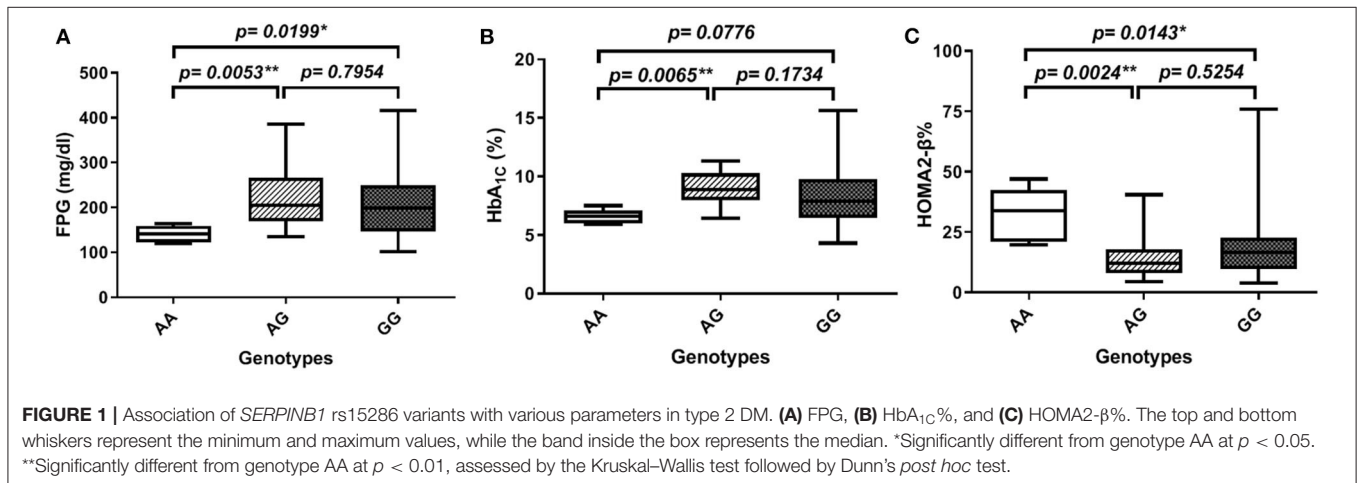 A
p= 0.0199*
p= 0.0053** p= 0.7954
500
400
300
200
100
0
FPG (mg/dl)
AA AG GG
Genotypes
B
p= 0.0776
p= 0.0065** p= 0.1734
20
15
10
5
0
HbA1C (%)
AA AG GG
Genotypes
C
p= 0.0143*
p= 0.0024** p= 0.5254
100
75
50
25
0
HOMA2-β%
AA AG GG
Genotypes
FIGURE 1 | Association of SERPINB1 rs15286 variants with various parameters in type 2 DM. (A) FPG, (B) HbA1C%, and (C) HOMA2-β%. The top and bottom
whiskers represent the minimum and maximum values, while the band inside the box represents the median. *Significantly different from genotype AA at p < 0.05.
**Significantly different from genotype AA at p < 0.01, assessed by the Kruskal–Wallis test followed by Dunn's post hoc test.